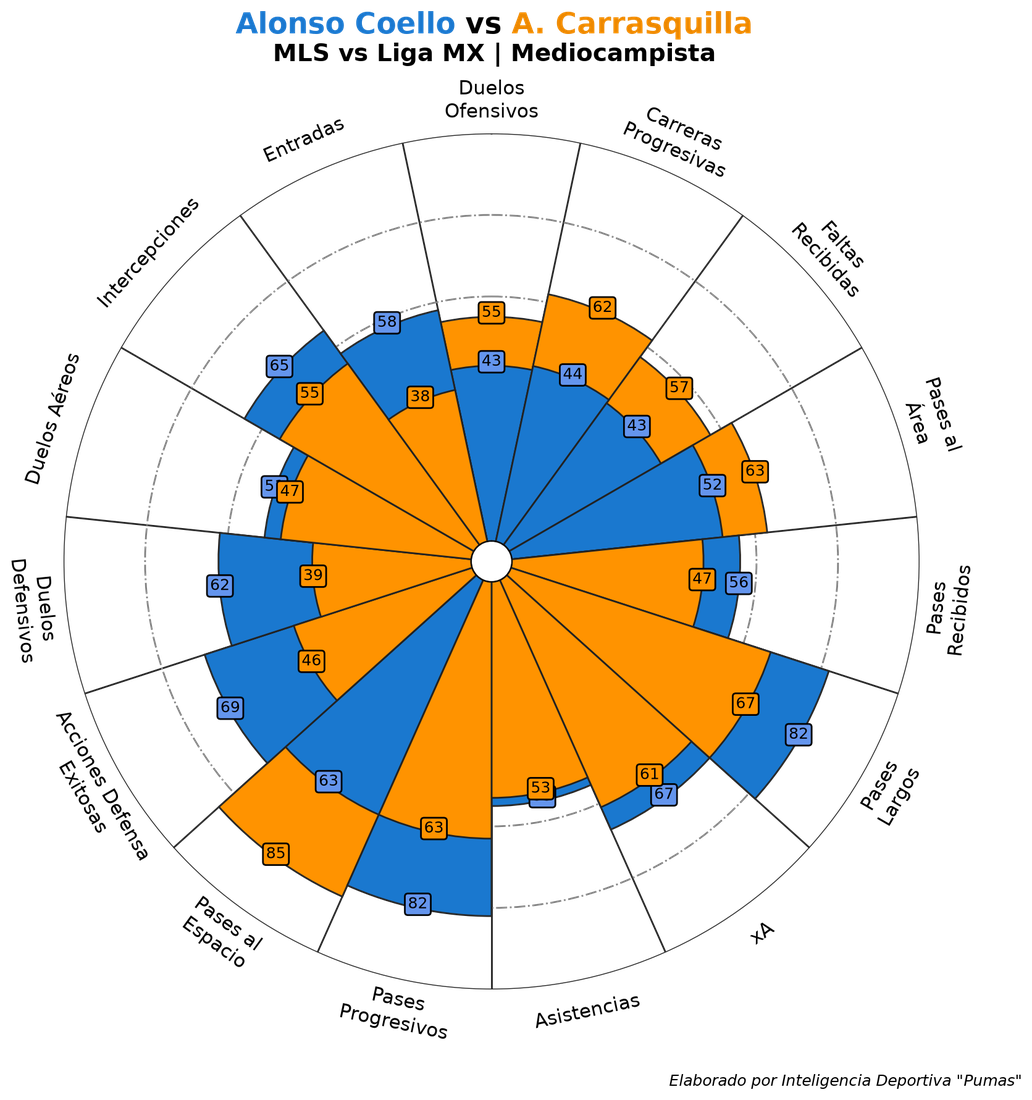 Alonso Coello vs A. Carrasquilla
MLS vs Liga MX | Mediocampista
Duelos
Ofensivos
55
43
Carreras
Progresivas
62
44
Faltas
Recibidas
57
43
Pases al
Área
63
52
Pases
Recibidos
47
56
Pases
Largos
67
82
xA
61
67
Asistencias
53
Pases
Progresivos
63
82
Pases al
Espacio
63
85
Acciones Defensa
Exitosas
46
69
Duelos
Defensivos
39
62
Duelos Aéreos
47
Intercepciones
65
55
Entradas
58
38
Elaborado por Inteligencia Deportiva "Pumas"